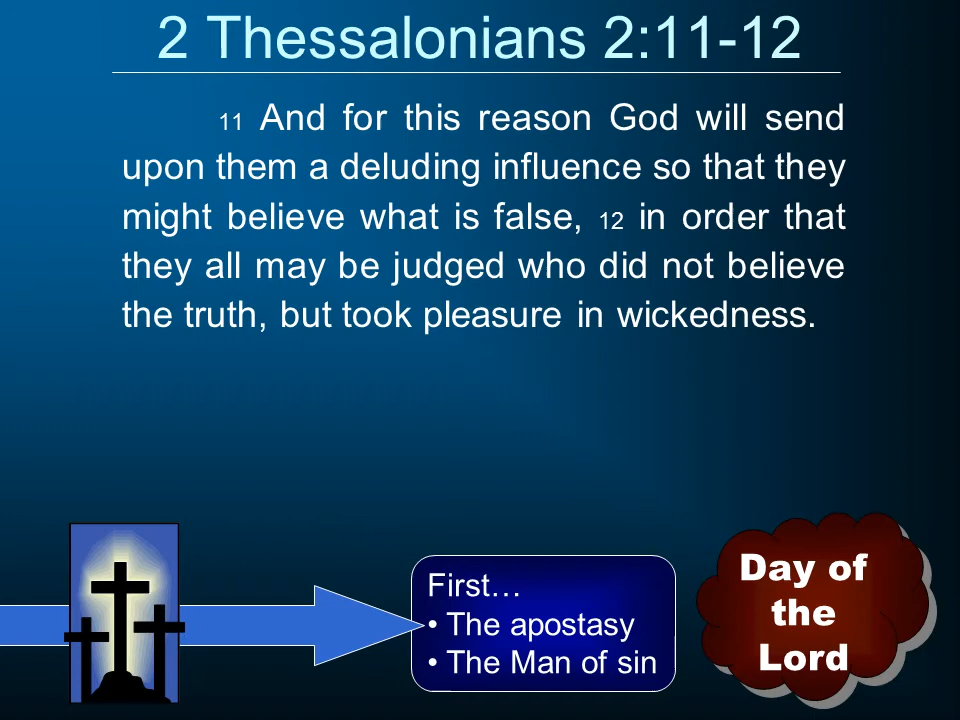 2 Thessalonians 2:11-12
11 And for this reason God will send
upon them a deluding influence so that they
might believe what is false, 12 in order that
they all may be judged who did not believe
the truth, but took pleasure in wickedness.
First…
• The apostasy
• The Man of sin
Day of
the
Lord